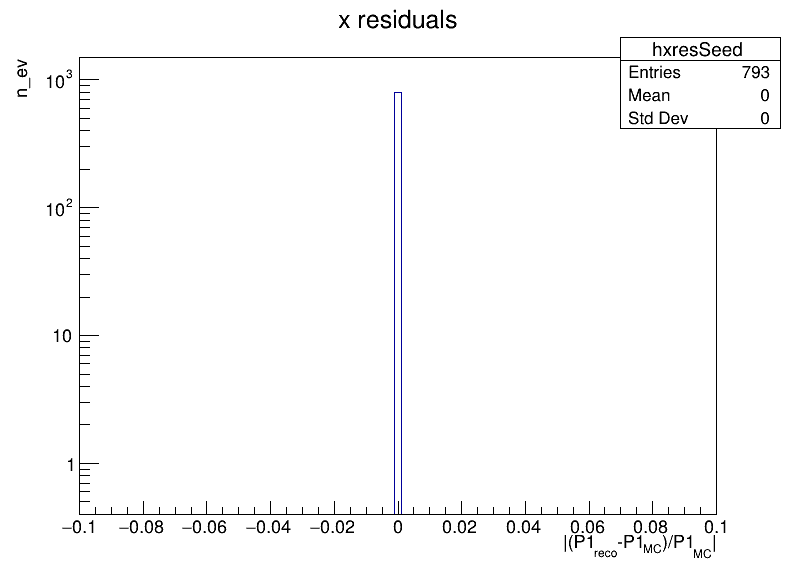 x residuals
hxresSeed
Entries 793
Mean 0
Std Dev 0
n_ev
10³
10²
10
1
−0.1 −0.08 −0.06 −0.04 −0.02 0 0.02 0.04 0.06 0.08 0.1
|(P1reco-P1MC)/P1MC|